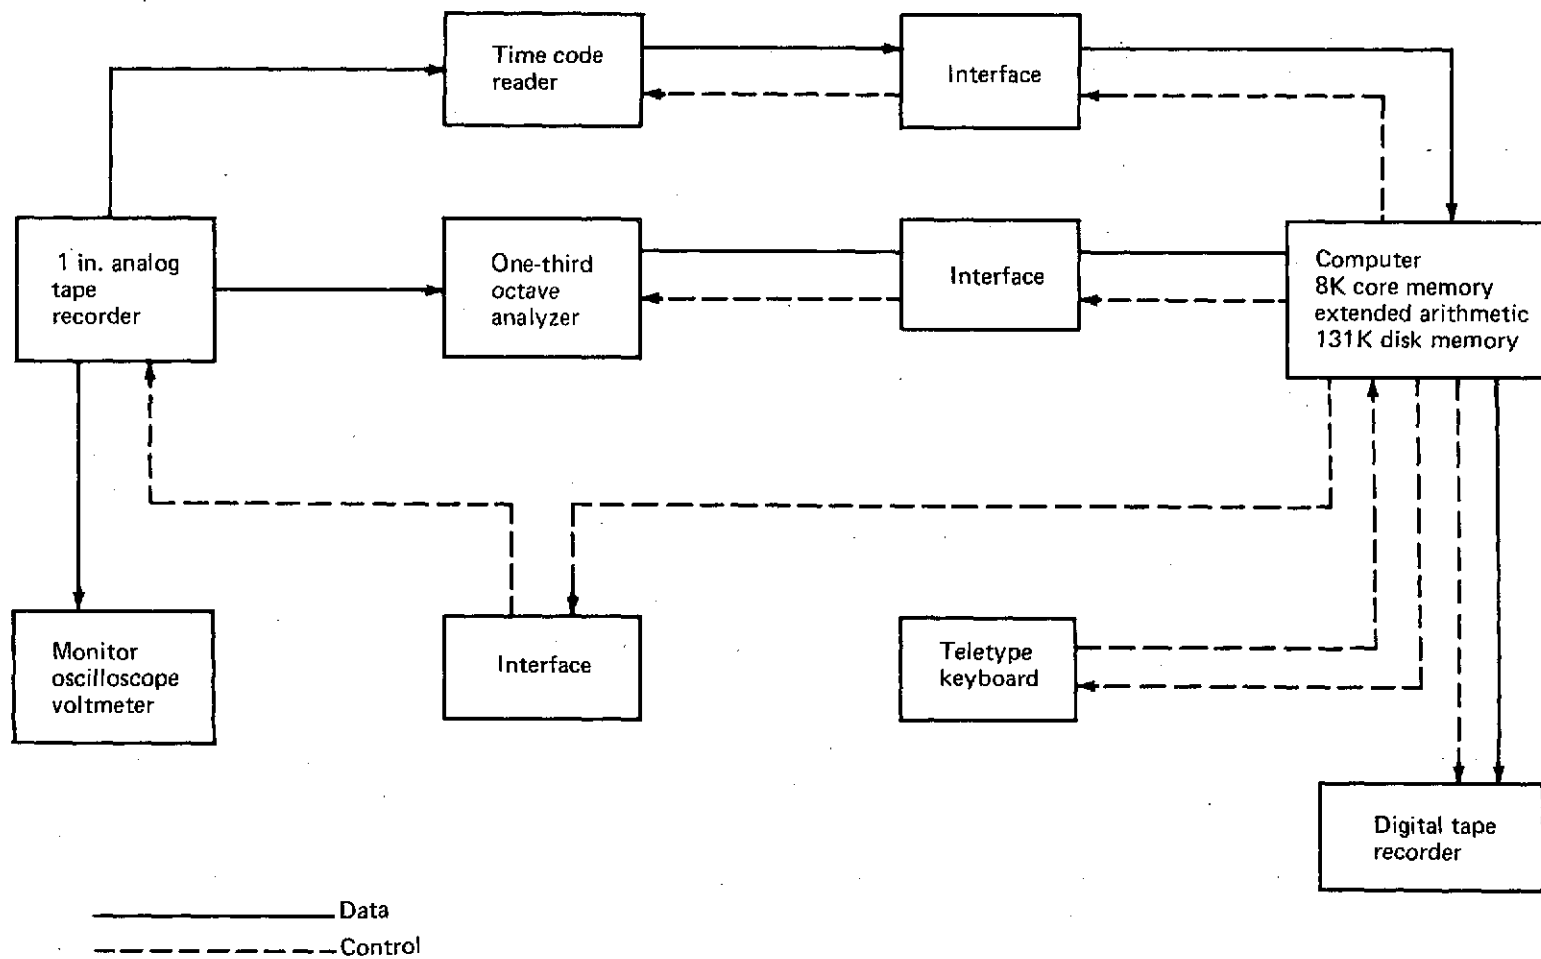 Time code
reader
Interface
1 in. analog
tape
recorder
One-third
octave
analyzer
Interface
Computer
8K core memory
extended arithmetic
131K disk memory
Monitor
oscilloscope
voltmeter
Interface
Teletype
keyboard
Digital tape
recorder
Data
Control